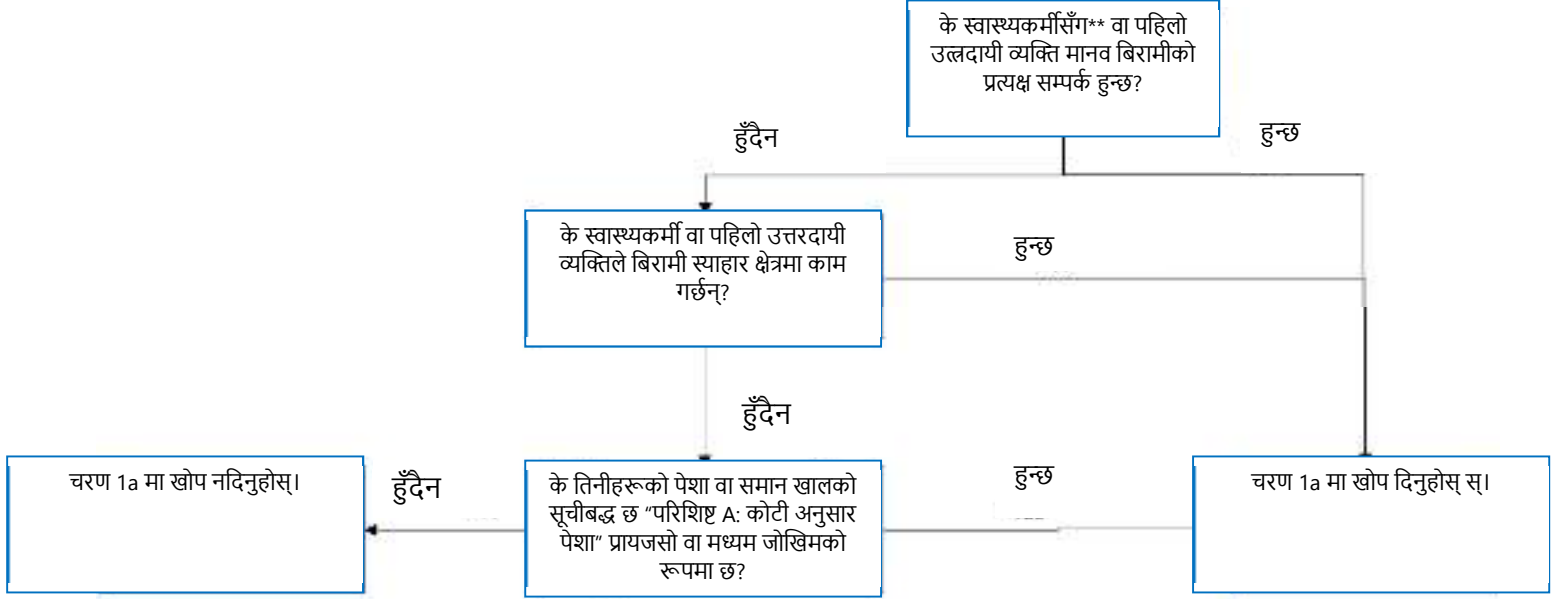 के स्वास्थ्यकर्मीसँग** वा पहिलो
उत्तदायी व्यक्ति मानव बिरामीको
प्रत्यक्ष सम्पर्क हुन्छ?
हुँदैन
हुन्छ
के स्वास्थ्यकर्मी वा पहिलो उत्तरदायी
व्यक्तिले बिरामी स्याहार क्षेत्रमा काम
गर्छन्?
हुन्छ
हुँदैन
चरण 1a मा खोप नदिनुहोस्।
हुँदैन
के तिनीहरूको पेशा वा समान खालको
सूचीबद्ध छ “परिशिष्ट A: कोटी अनुसार
पेशा” प्रायजसो वा मध्यम जोखिमको
रूपमा छ?
हुन्छ
चरण 1a मा खोप दिनुहोस् स्।